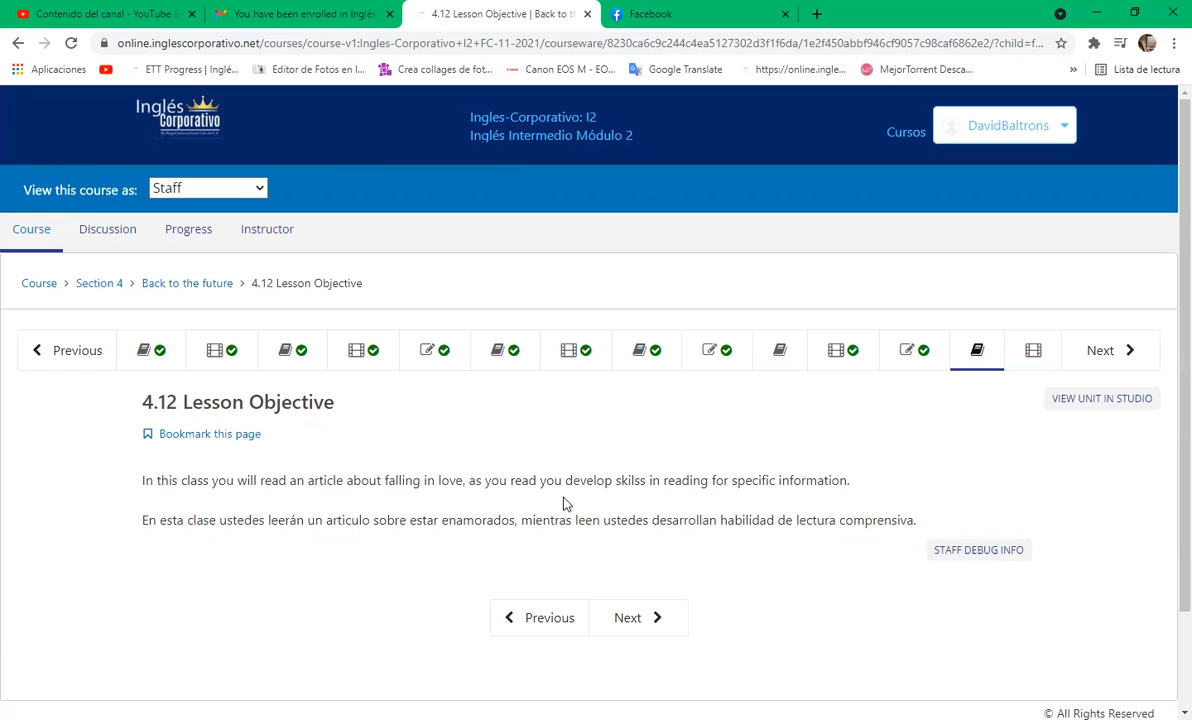 Contenido del canal - YouTube S
You have been enrolled in Inglés
4.12 Lesson Objective | Back to th
Facebook
online.inglescorporativo.net/courses/course-v1:Ingles-Corporativo+I2+FC-11-2021/courseware/8230ca6c9c244c4ea5127302d3f1f6da/1e2f450abbf946cf9057c98caf6862e2/?child=f...
Aplicaciones
ETT Progress | Inglé...
Editor de Fotos en l...
Crea collages de fot...
Canon EOS M - EO...
Google Translate
https://online.ingle...
MejorTorrent Desca...
»
Lista de lectura
Inglés
Corporativo
Ingles-Corporativo: I2
Inglés Intermedio Módulo 2
Cursos
DavidBaltrons
View this course as:
Staff
Course
Discussion
Progress
Instructor
Course > Section 4 > Back to the future > 4.12 Lesson Objective
Previous
Next
4.12 Lesson Objective
VIEW UNIT IN STUDIO
Bookmark this page
In this class you will read an article about falling in love, as you read you develop skilss in reading for specific information.
En esta clase ustedes leerán un articulo sobre estar enamorados, mientras leen ustedes desarrollan habilidad de lectura comprensiva.
STAFF DEBUG INFO
Previous
Next
© All Rights Reserved